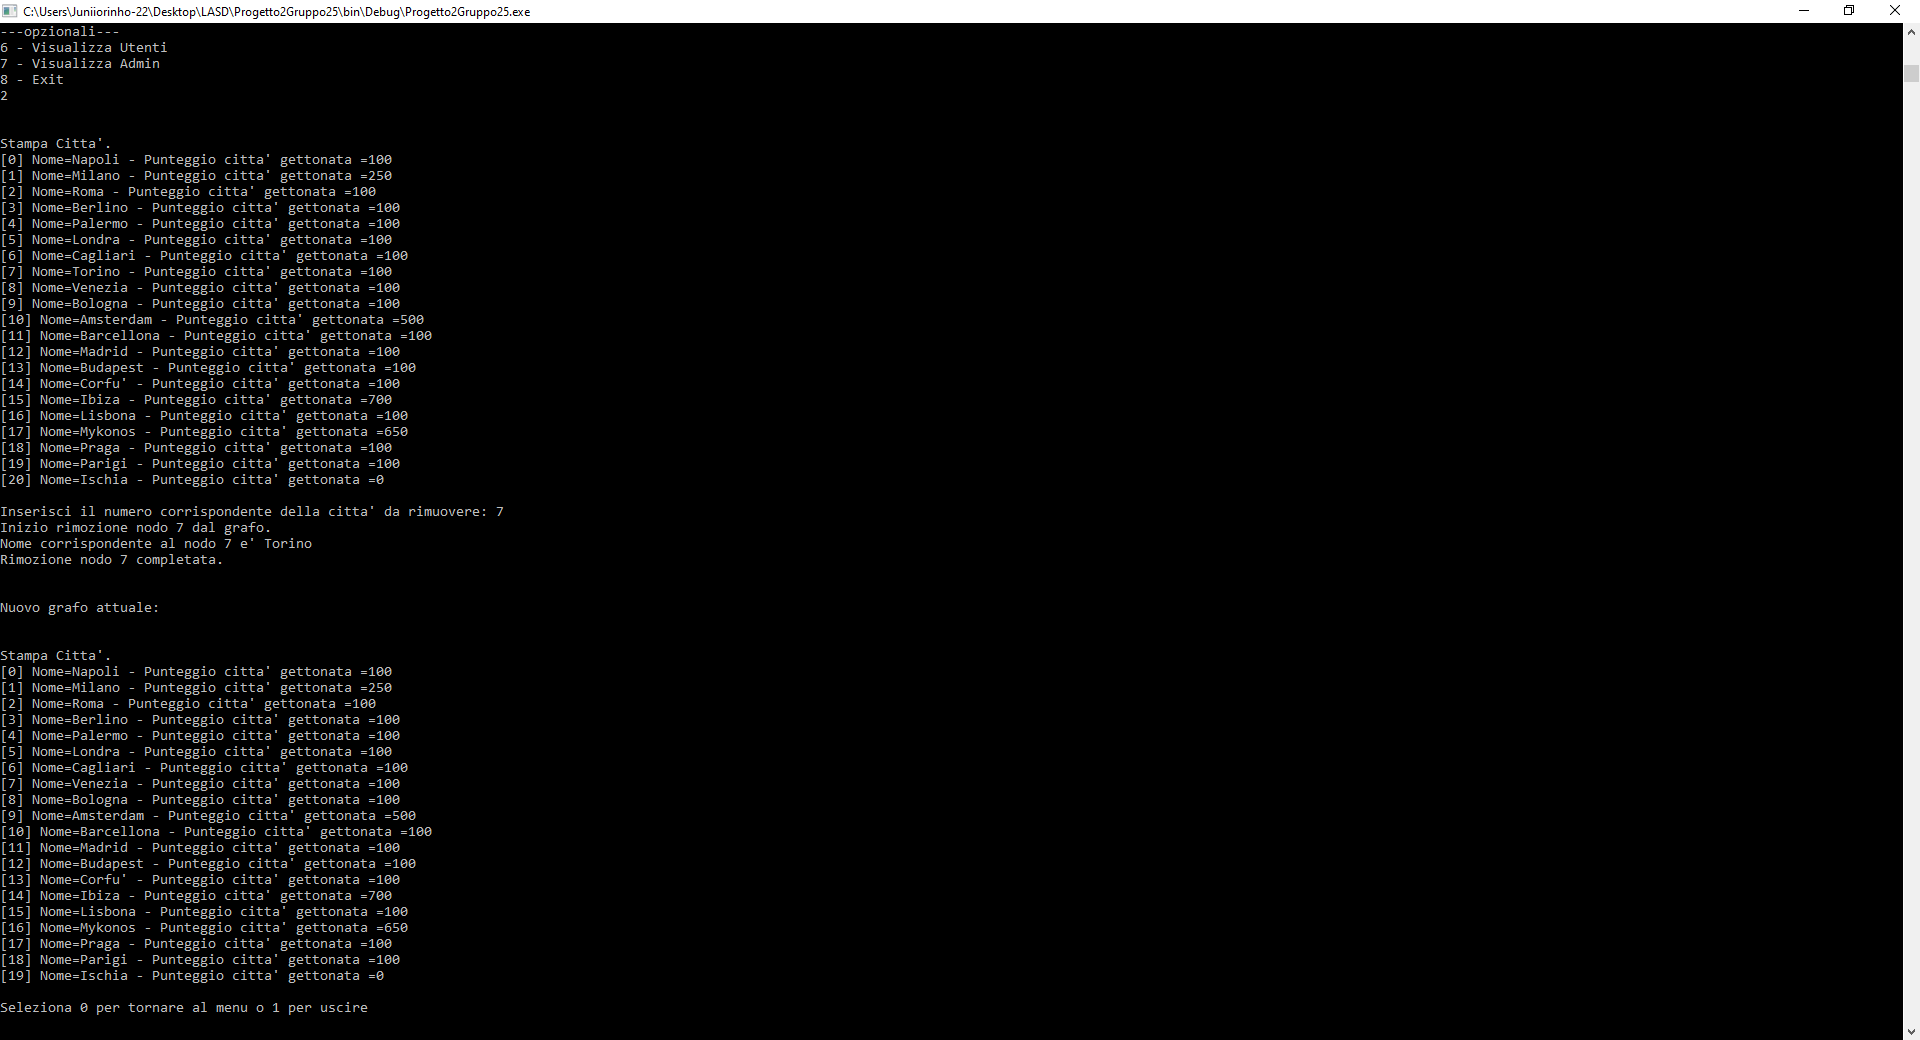 C:\Users\Juniiorinho-22\Desktop\LASD\Progetto2Gruppo25\bin\Debug\Progetto2Gruppo25.exe
---opzionali---
6 - Visualizza Utenti
7 - Visualizza Admin
8 - Exit
2
Stampa Citta'.
[0] Nome=Napoli - Punteggio citta' gettonata =100
[1] Nome=Milano - Punteggio citta' gettonata =250
[2] Nome=Roma - Punteggio citta' gettonata =100
[3] Nome=Berlino - Punteggio citta' gettonata =100
[4] Nome=Palermo - Punteggio citta' gettonata =100
[5] Nome=Londra - Punteggio citta' gettonata =100
[6] Nome=Cagliari - Punteggio citta' gettonata =100
[7] Nome=Torino - Punteggio citta' gettonata =100
[8] Nome=Venezia - Punteggio citta' gettonata =100
[9] Nome=Bologna - Punteggio citta' gettonata =100
[10] Nome=Amsterdam - Punteggio citta' gettonata =500
[11] Nome=Barcellona - Punteggio citta' gettonata =100
[12] Nome=Madrid - Punteggio citta' gettonata =100
[13] Nome=Budapest - Punteggio citta' gettonata =100
[14] Nome=Corfu' - Punteggio citta' gettonata =100
[15] Nome=Ibiza - Punteggio citta' gettonata =700
[16] Nome=Lisbona - Punteggio citta' gettonata =100
[17] Nome=Mykonos - Punteggio citta' gettonata =650
[18] Nome=Praga - Punteggio citta' gettonata =100
[19] Nome=Parigi - Punteggio citta' gettonata =100
[20] Nome=Ischia - Punteggio citta' gettonata =0
Inserisci il numero corrispondente della citta' da rimuovere: 7
Inizio rimozione nodo 7 dal grafo.
Nome corrispondente al nodo 7 e' Torino
Rimozione nodo 7 completata.
Nuovo grafo attuale:
Stampa Citta'.
[0] Nome=Napoli - Punteggio citta' gettonata =100
[1] Nome=Milano - Punteggio citta' gettonata =250
[2] Nome=Roma - Punteggio citta' gettonata =100
[3] Nome=Berlino - Punteggio citta' gettonata =100
[4] Nome=Palermo - Punteggio citta' gettonata =100
[5] Nome=Londra - Punteggio citta' gettonata =100
[6] Nome=Cagliari - Punteggio citta' gettonata =100
[7] Nome=Venezia - Punteggio citta' gettonata =100
[8] Nome=Bologna - Punteggio citta' gettonata =100
[9] Nome=Amsterdam - Punteggio citta' gettonata =500
[10] Nome=Barcellona - Punteggio citta' gettonata =100
[11] Nome=Madrid - Punteggio citta' gettonata =100
[12] Nome=Budapest - Punteggio citta' gettonata =100
[13] Nome=Corfu' - Punteggio citta' gettonata =100
[14] Nome=Ibiza - Punteggio citta' gettonata =700
[15] Nome=Lisbona - Punteggio citta' gettonata =100
[16] Nome=Mykonos - Punteggio citta' gettonata =650
[17] Nome=Praga - Punteggio citta' gettonata =100
[18] Nome=Parigi - Punteggio citta' gettonata =100
[19] Nome=Ischia - Punteggio citta' gettonata =0
Seleziona 0 per tornare al menu o 1 per uscire